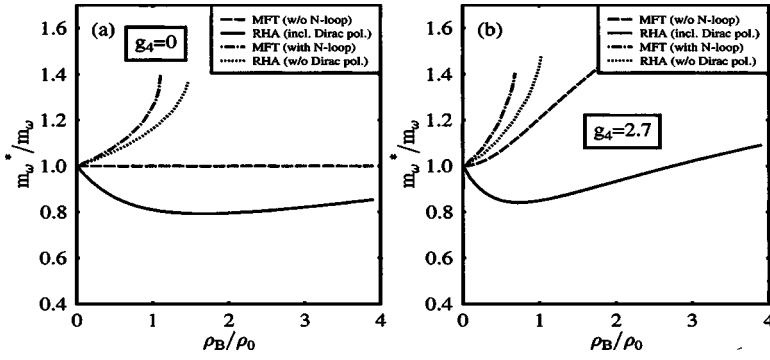 1.6
1.4
1.2
1.0
0.8
0.6
0.4
m*ω/mω
(a)
g4=0
MFT (w/o N-loop)
RHA (incl. Dirac pol.)
MFT (with N-loop)
RHA (w/o Dirac pol.)
0 1 2 3 4
ρB/ρ0
1.6
1.4
1.2
1.0
0.8
0.6
0.4
m*ω/mω
(b)
g4=2.7
MFT (w/o N-loop)
RHA (incl. Dirac pol.)
MFT (with N-loop)
RHA (w/o Dirac pol.)
0 1 2 3 4
ρB/ρ0